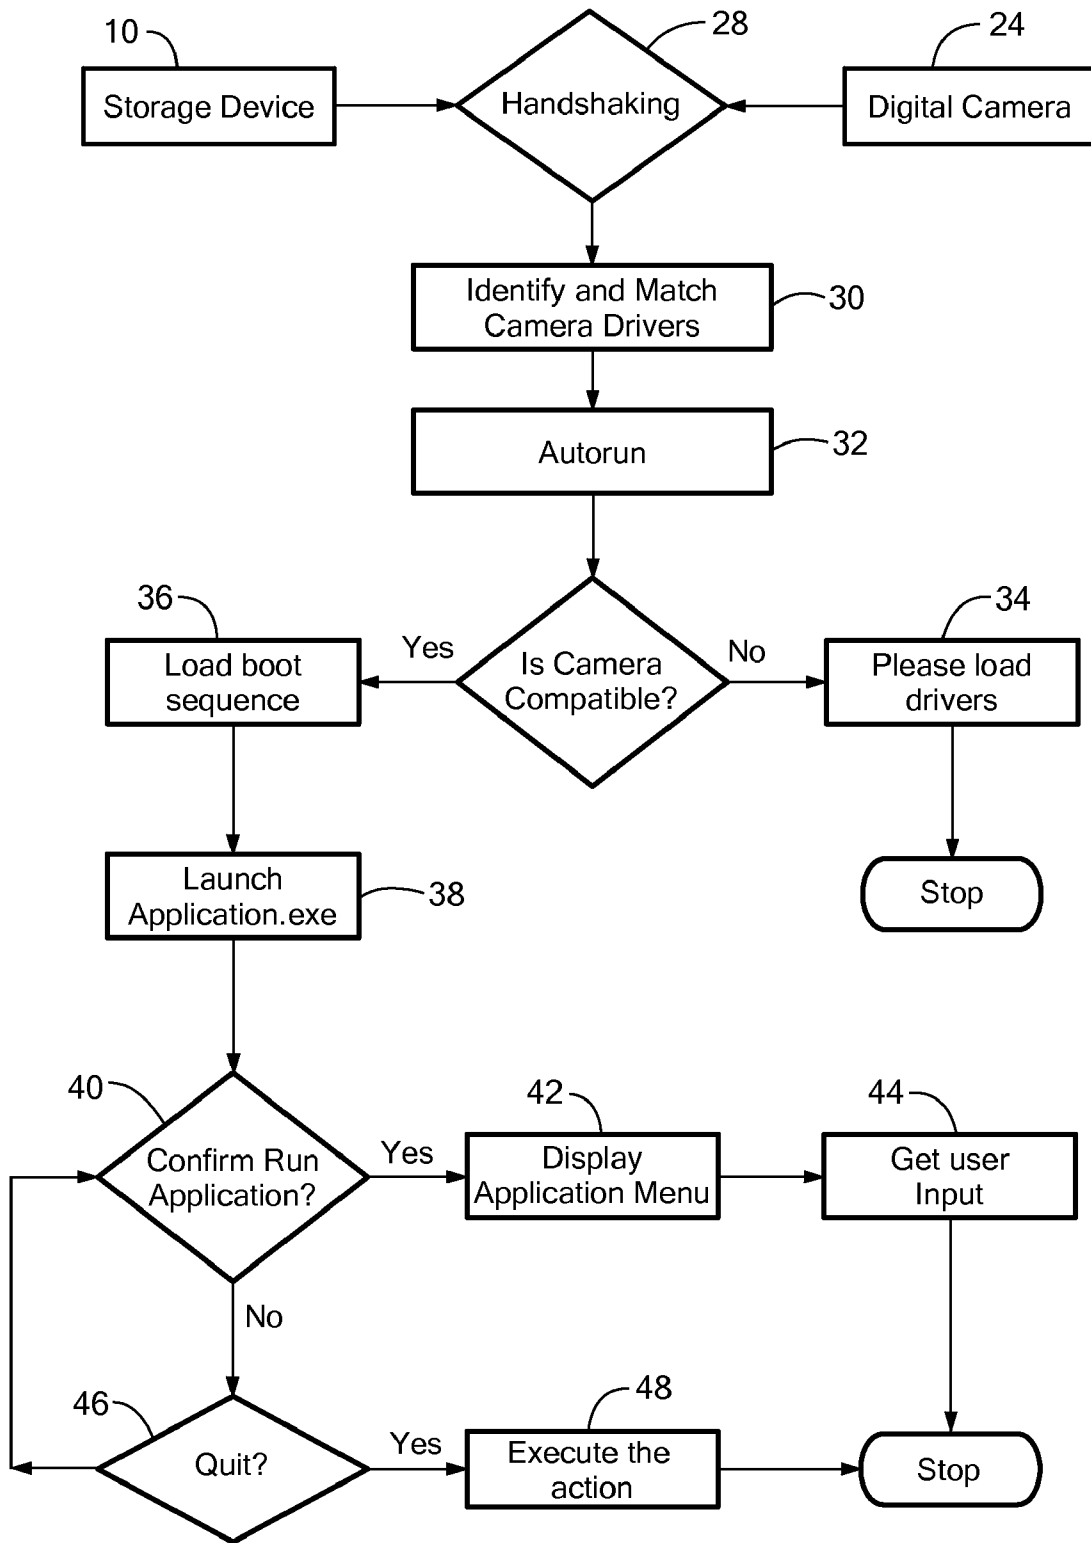 10
28
24
Storage Device
Handshaking
Digital Camera
Identify and Match
Camera Drivers
30
Autorun
32
36
34
Yes
No
Load boot
sequence
Is Camera
Compatible?
Please load
drivers
Launch
Application.exe
38
Stop
40
42
44
Confirm Run
Application?
Yes
Display
Application Menu
Get user
Input
No
46
48
Quit?
Yes
Execute the
action
Stop